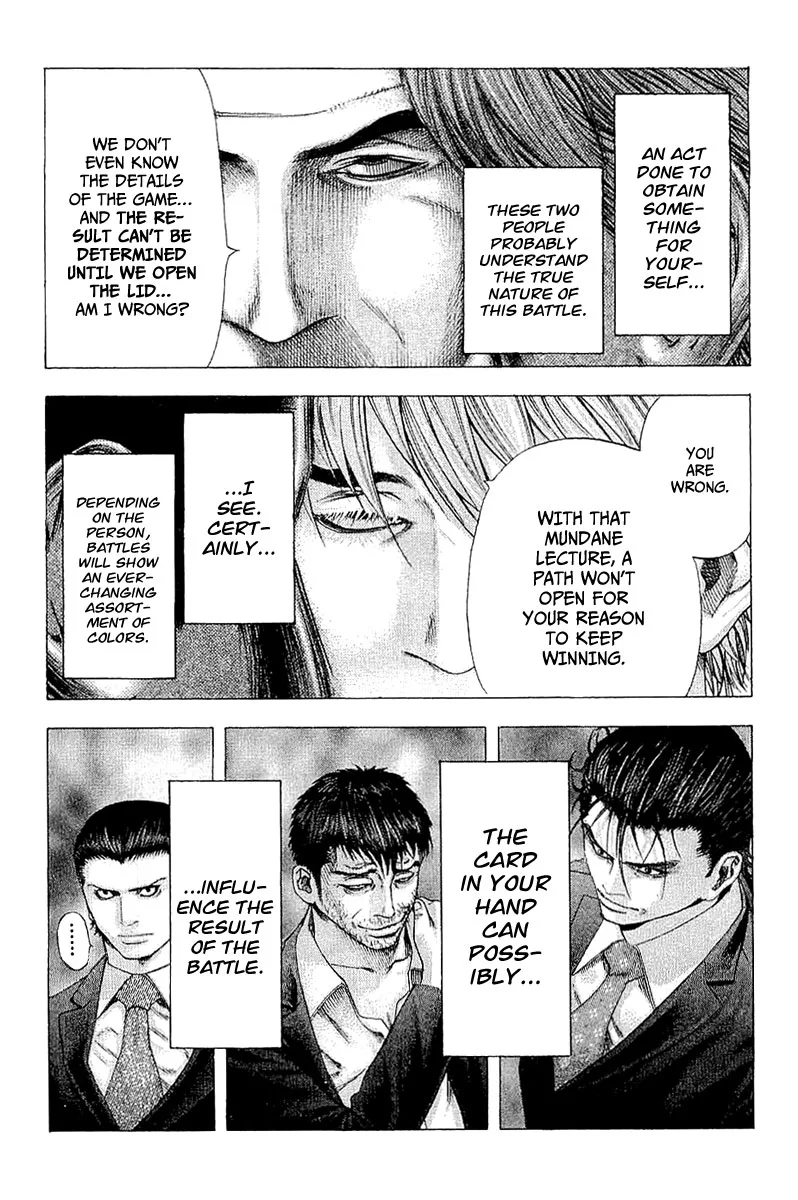 AN ACT
DONE TO
OBTAIN
SOME-
THING
FOR
YOUR-
SELF...
THESE TWO
PEOPLE
PROBABLY
UNDERSTAND
THE TRUE
NATURE OF
THIS BATTLE.
WE DON'T
EVEN KNOW
THE DETAILS
OF THE GAME...
AND THE RE-
SULT CAN'T BE
DETERMINED
UNTIL WE OPEN
THE LID...
AM I WRONG?
YOU
ARE
WRONG.
WITH THAT
MUNDANE
LECTURE, A
PATH WON'T
OPEN FOR
YOUR REASON
TO KEEP
WINNING.
...I
SEE.
CERT-
AINLY...
DEPENDING
ON THE
PERSON,
BATTLES
WILL SHOW
AN EVER-
CHANGING
ASSORT-
MENT OF
COLORS.
THE
CARD
IN YOUR
HAND
CAN
POSS-
IBLY...
...INFLU-
ENCE THE
RESULT
OF THE
BATTLE.
......